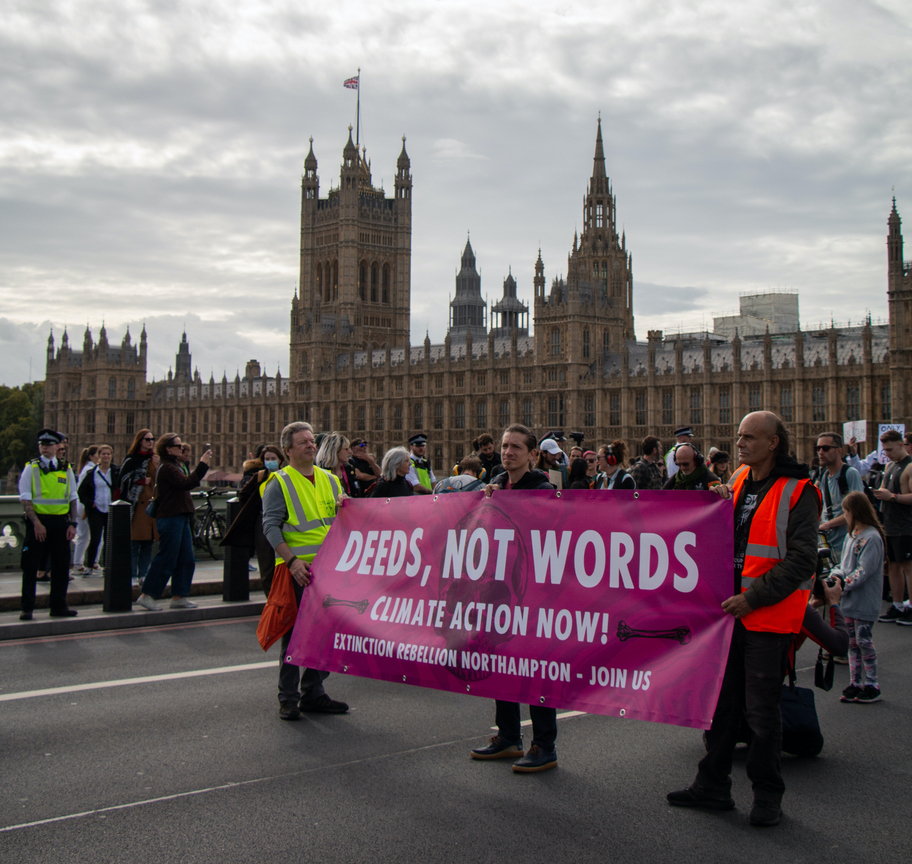 DEEDS, NOT WORDS
CLIMATE ACTION NOW!
EXTINCTION REBELLION NORTHAMPTON - JOIN US